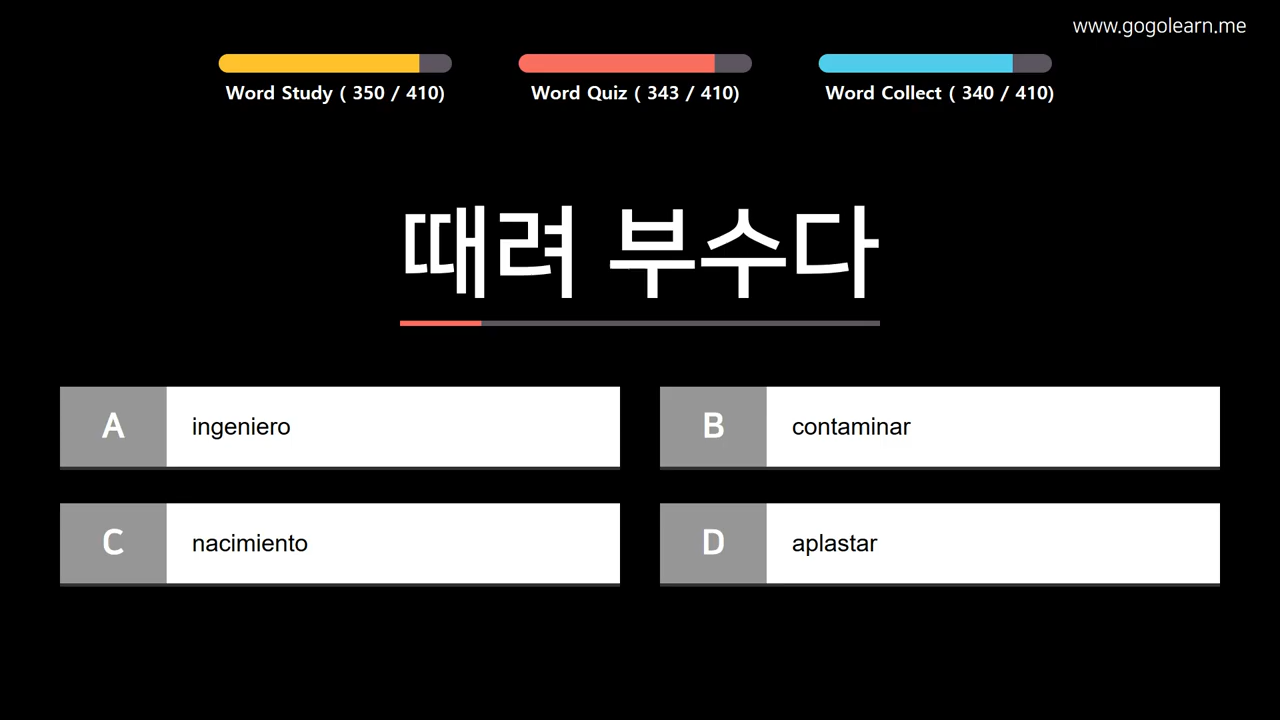 www.gogolearn.me
Word Study ( 350 / 410)
Word Quiz ( 343 / 410)
Word Collect ( 340 / 410)
때려 부수다
A ingeniero
B contaminar
C nacimiento
D aplastar